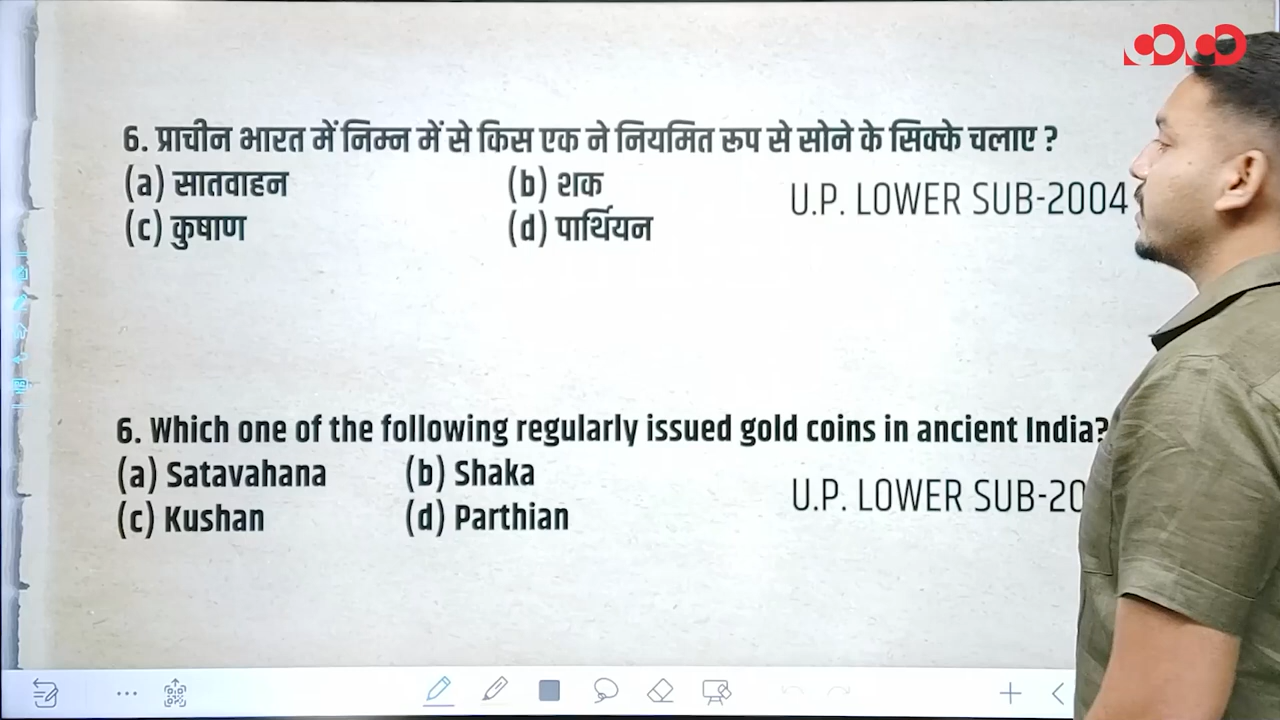 6. प्राचीन भारत में निम्न में से किस एक ने नियमित रूप से सोने के सिक्के चलाए ?
(a) सातवाहन (b) शक
(c) कुषाण (d) पार्थियन
U.P. LOWER SUB-2004
6. Which one of the following regularly issued gold coins in ancient India?
(a) Satavahana (b) Shaka
(c) Kushan (d) Parthian
U.P. LOWER SUB-20